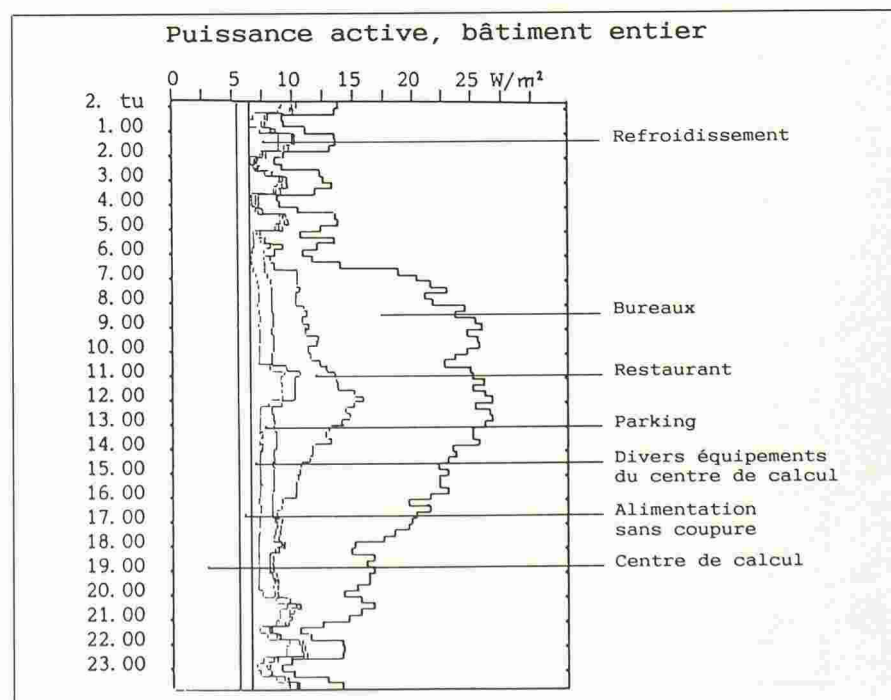 Puissance active, bâtiment entier
0 5 10 15 20 25 W/m²
2. tu
1.00
2.00
3.00
4.00
5.00
6.00
7.00
8.00
9.00
10.00
11.00
12.00
13.00
14.00
15.00
16.00
17.00
18.00
19.00
20.00
21.00
22.00
23.00
Refroidissement
Bureaux
Restaurant
Parking
Divers équipements
du centre de calcul
Alimentation
sans coupure
Centre de calcul